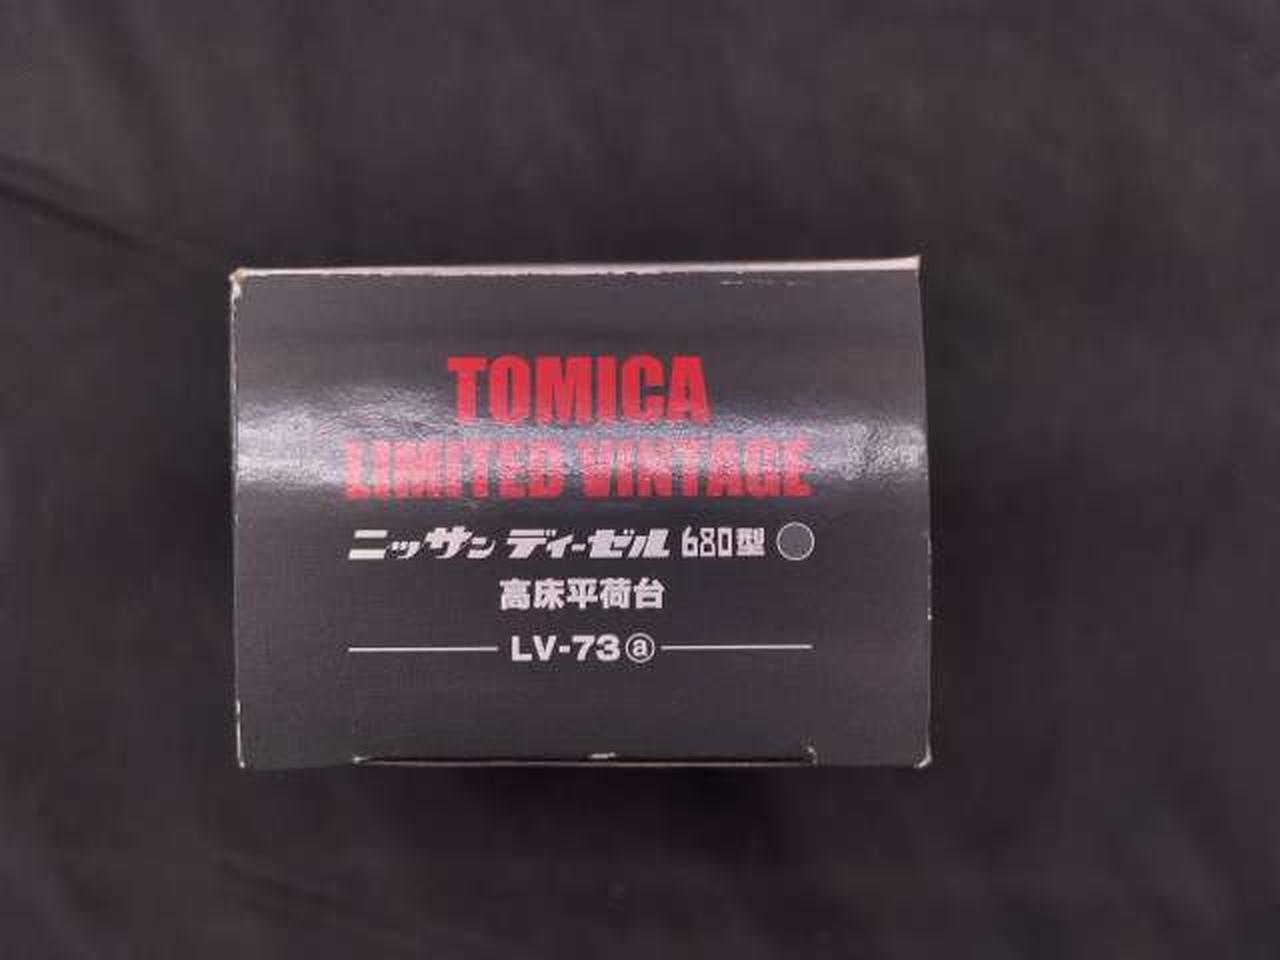 TOMICA
LIMITED VINTAGE
ニッサン ディーゼル 680型
高床平荷台
LV-73ⓐ